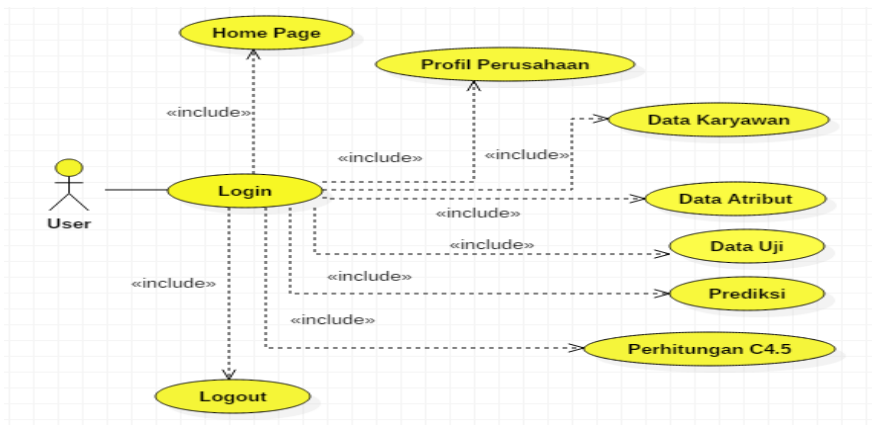 Home Page
Profil Perusahaan
«include»
Data Karyawan
«include»
«include»
Login
User
Data Atribut
«include»
«include»
Data Uji
«include»
«include»
Prediksi
«include»
Perhitungan C4.5
Logout